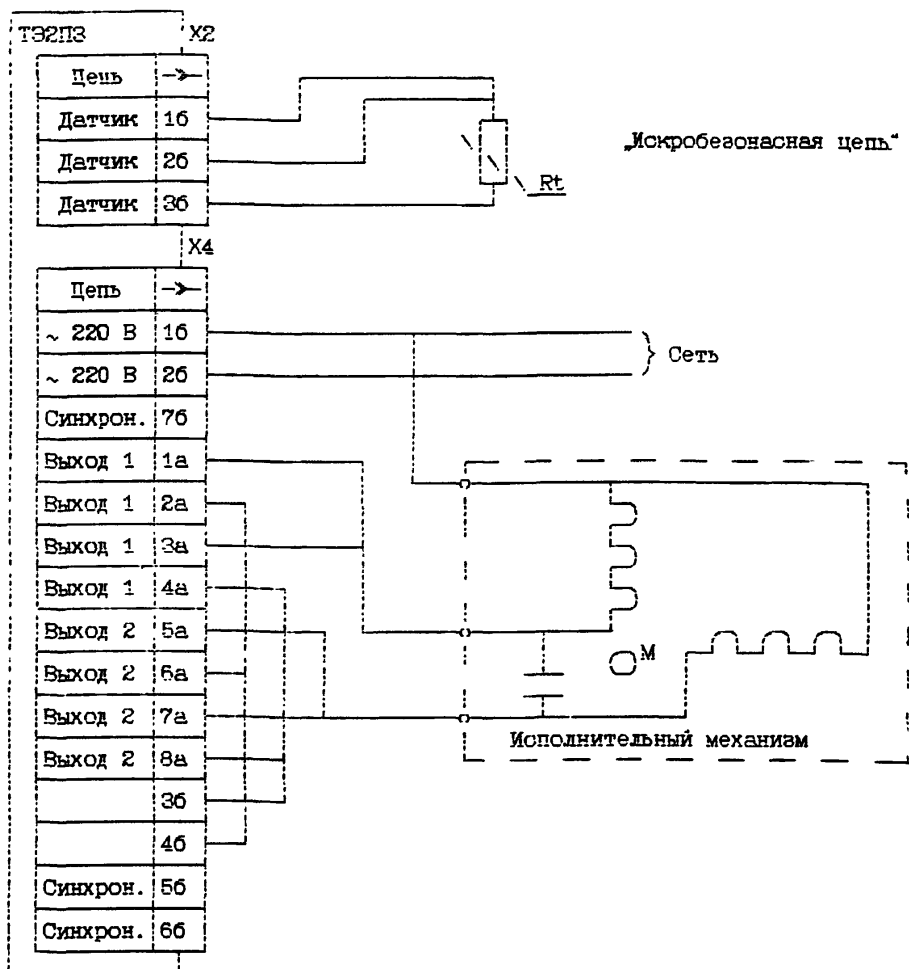 ТЭ2П3 X2
Цепь
Датчик 1б
Датчик 2б
Датчик 3б
„Искробезопасная цепь“
Rt
X4
Цепь
~ 220 В 1б
~ 220 В 2б
Сеть
Синхрон. 7б
Выход 1 1а
Выход 1 2а
Выход 1 3а
Выход 1 4а
Выход 2 5а
Выход 2 6а
Выход 2 7а
Выход 2 8а
3б
4б
Синхрон. 5б
Синхрон. 6б
М
Исполнительный механизм